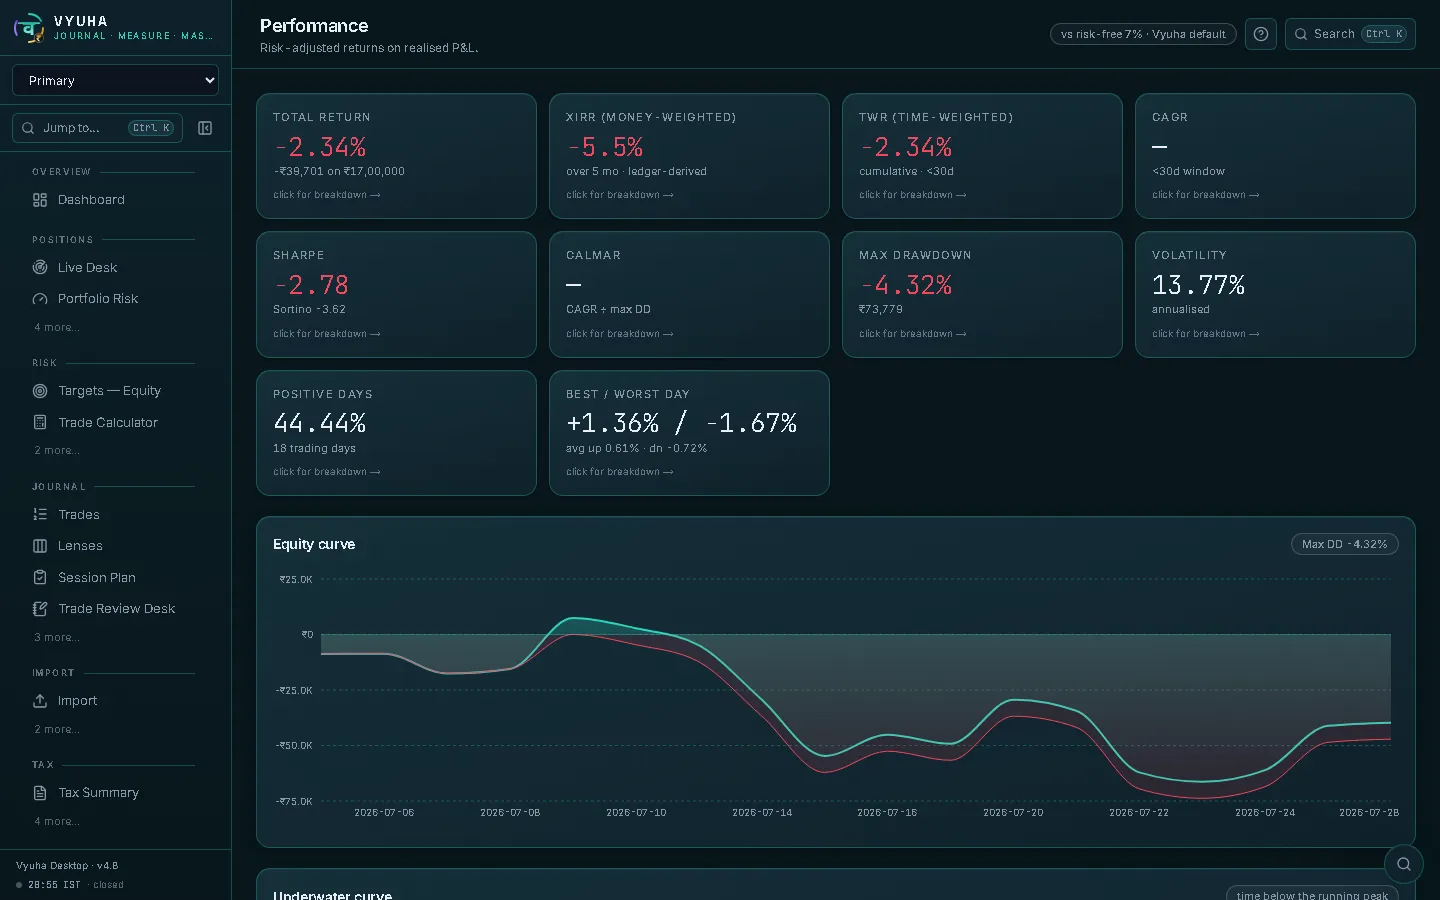 व
VYUHA
JOURNAL · MEASURE · MAS...
Primary
Jump to...
Ctrl K
OVERVIEW
Dashboard
POSITIONS
Live Desk
Portfolio Risk
4 more...
RISK
Targets — Equity
Trade Calculator
2 more...
JOURNAL
Trades
Lenses
Session Plan
Trade Review Desk
3 more...
IMPORT
Import
2 more...
TAX
Tax Summary
4 more...
Vyuha Desktop · v4.8
20:55 IST · closed
Performance
Risk-adjusted returns on realised P&L.
vs risk-free 7% · Vyuha default
Search Ctrl K
TOTAL RETURN
-2.34%
-₹39,701 on ₹17,00,000
click for breakdown →
XIRR (MONEY-WEIGHTED)
-5.5%
over 5 mo · ledger-derived
click for breakdown →
TWR (TIME-WEIGHTED)
-2.34%
cumulative · <30d
click for breakdown →
CAGR
—
<30d window
click for breakdown →
SHARPE
-2.78
Sortino -3.62
click for breakdown →
CALMAR
—
CAGR ÷ max DD
click for breakdown →
MAX DRAWDOWN
-4.32%
₹73,779
click for breakdown →
VOLATILITY
13.77%
annualised
click for breakdown →
POSITIVE DAYS
44.44%
18 trading days
click for breakdown →
BEST / WORST DAY
+1.36% / -1.67%
avg up 0.61% · dn -0.72%
click for breakdown →
Equity curve
Max DD -4.32%
₹25.0K
₹0
-₹25.0K
-₹50.0K
-₹75.0K
2026-07-06 2026-07-08 2026-07-10 2026-07-14 2026-07-16 2026-07-20 2026-07-22 2026-07-24 2026-07-28
Underwater curve
time below the running peak